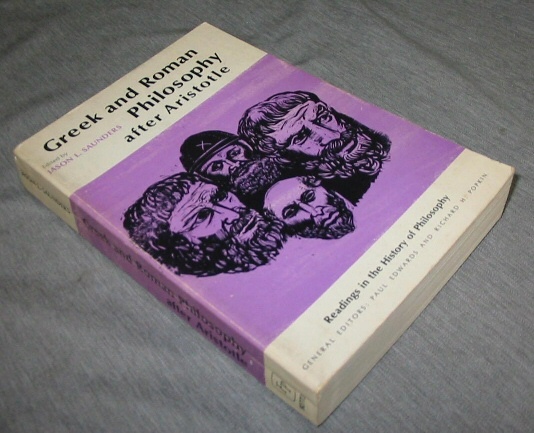 Greek and Roman
Philosophy
after Aristotle
Edited by
JASON L. SAUNDERS
Readings in the History of Philosophy
GENERAL EDITORS: PAUL EDWARDS AND RICHARD H. POPKIN
Greek and Roman Philosophy
after Aristotle